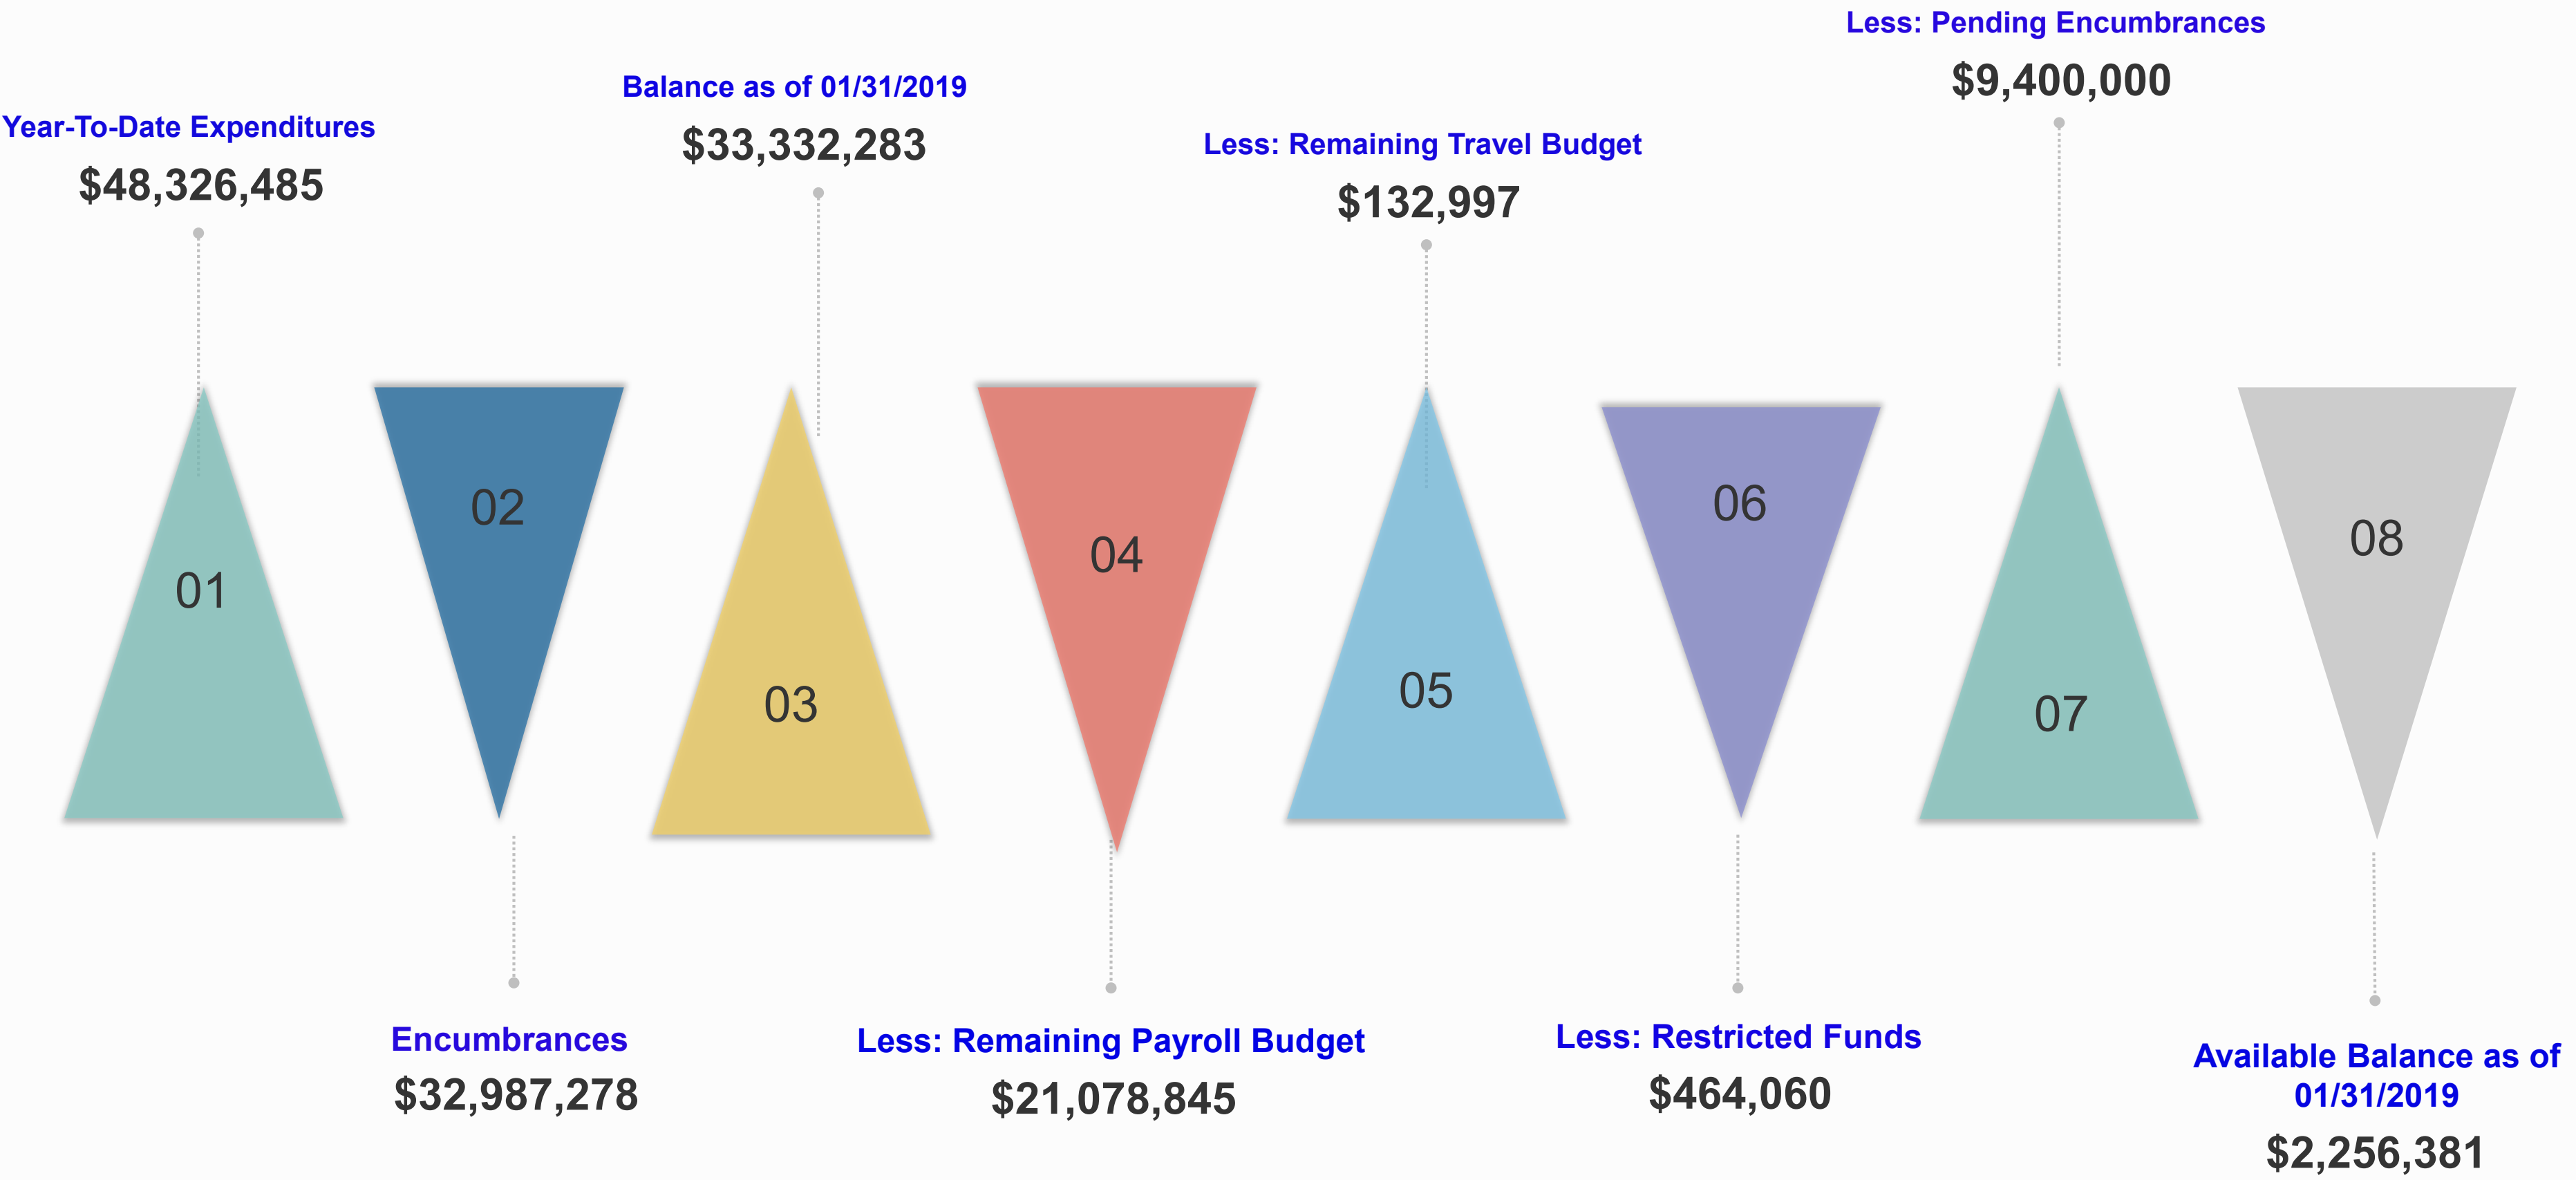 Year-To-Date Expenditures
$48,326,485
01
02
Encumbrances
$32,987,278
Balance as of 01/31/2019
$33,332,283
03
04
Less: Remaining Payroll Budget
$21,078,845
Less: Remaining Travel Budget
$132,997
05
06
Less: Restricted Funds
$464,060
Less: Pending Encumbrances
$9,400,000
07
08
Available Balance as of
01/31/2019
$2,256,381